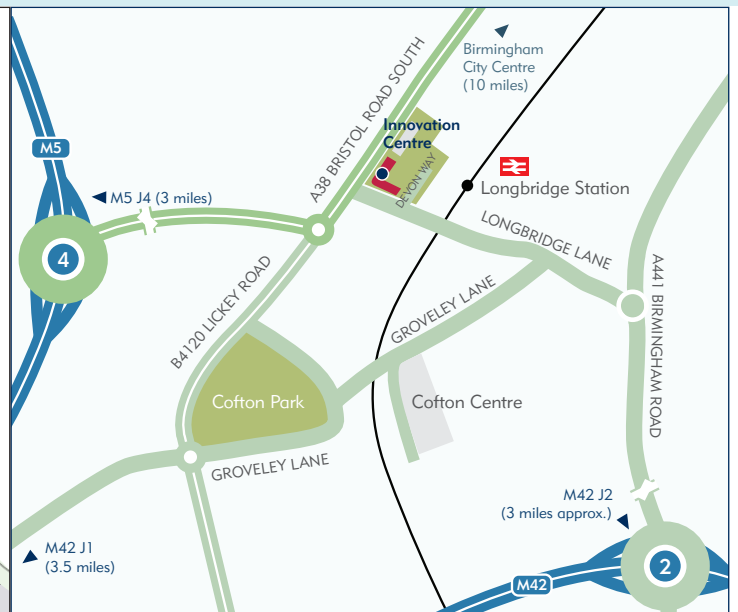 Birmingham
City Centre
(10 miles)
A38 BRISTOL ROAD SOUTH
Innovation
Centre
DEVON WAY
M5
M5 J4 (3 miles)
Longbridge Station
4
LONGBRIDGE LANE
A441 BIRMINGHAM ROAD
B4120 LICKEY ROAD
GROVELEY LANE
Cofton Park
Cofton Centre
GROVELEY LANE
M42 J2
(3 miles approx.)
M42 J1
(3.5 miles)
2
M42